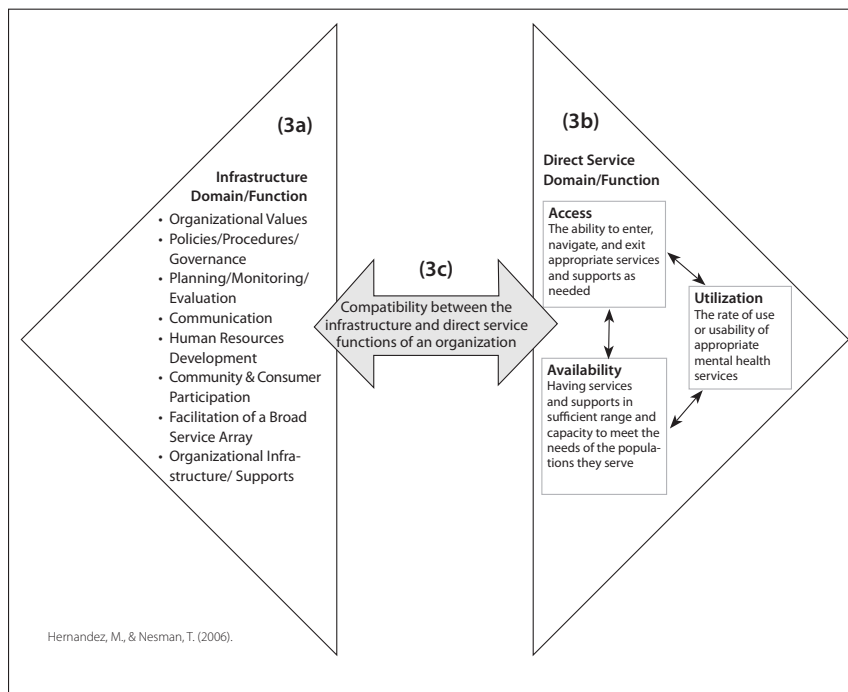 (3a)
Infrastructure
Domain/Function
• Organizational Values
• Policies/Procedures/
Governance
• Planning/Monitoring/
Evaluation
• Communication
• Human Resources
Development
• Community & Consumer
Participation
• Facilitation of a Broad
Service Array
• Organizational Infra-
structure/ Supports
(3c)
Compatibility between the
infrastructure and direct service
functions of an organization
(3b)
Direct Service
Domain/Function
Access
The ability to enter,
navigate, and exit
appropriate services
and supports as
needed
Utilization
The rate of use
or usability of
appropriate
mental health
services
Availability
Having services
and supports in
sufficient range and
capacity to meet the
needs of the popula-
tions they serve
Hernandez, M., & Nesman, T. (2006).